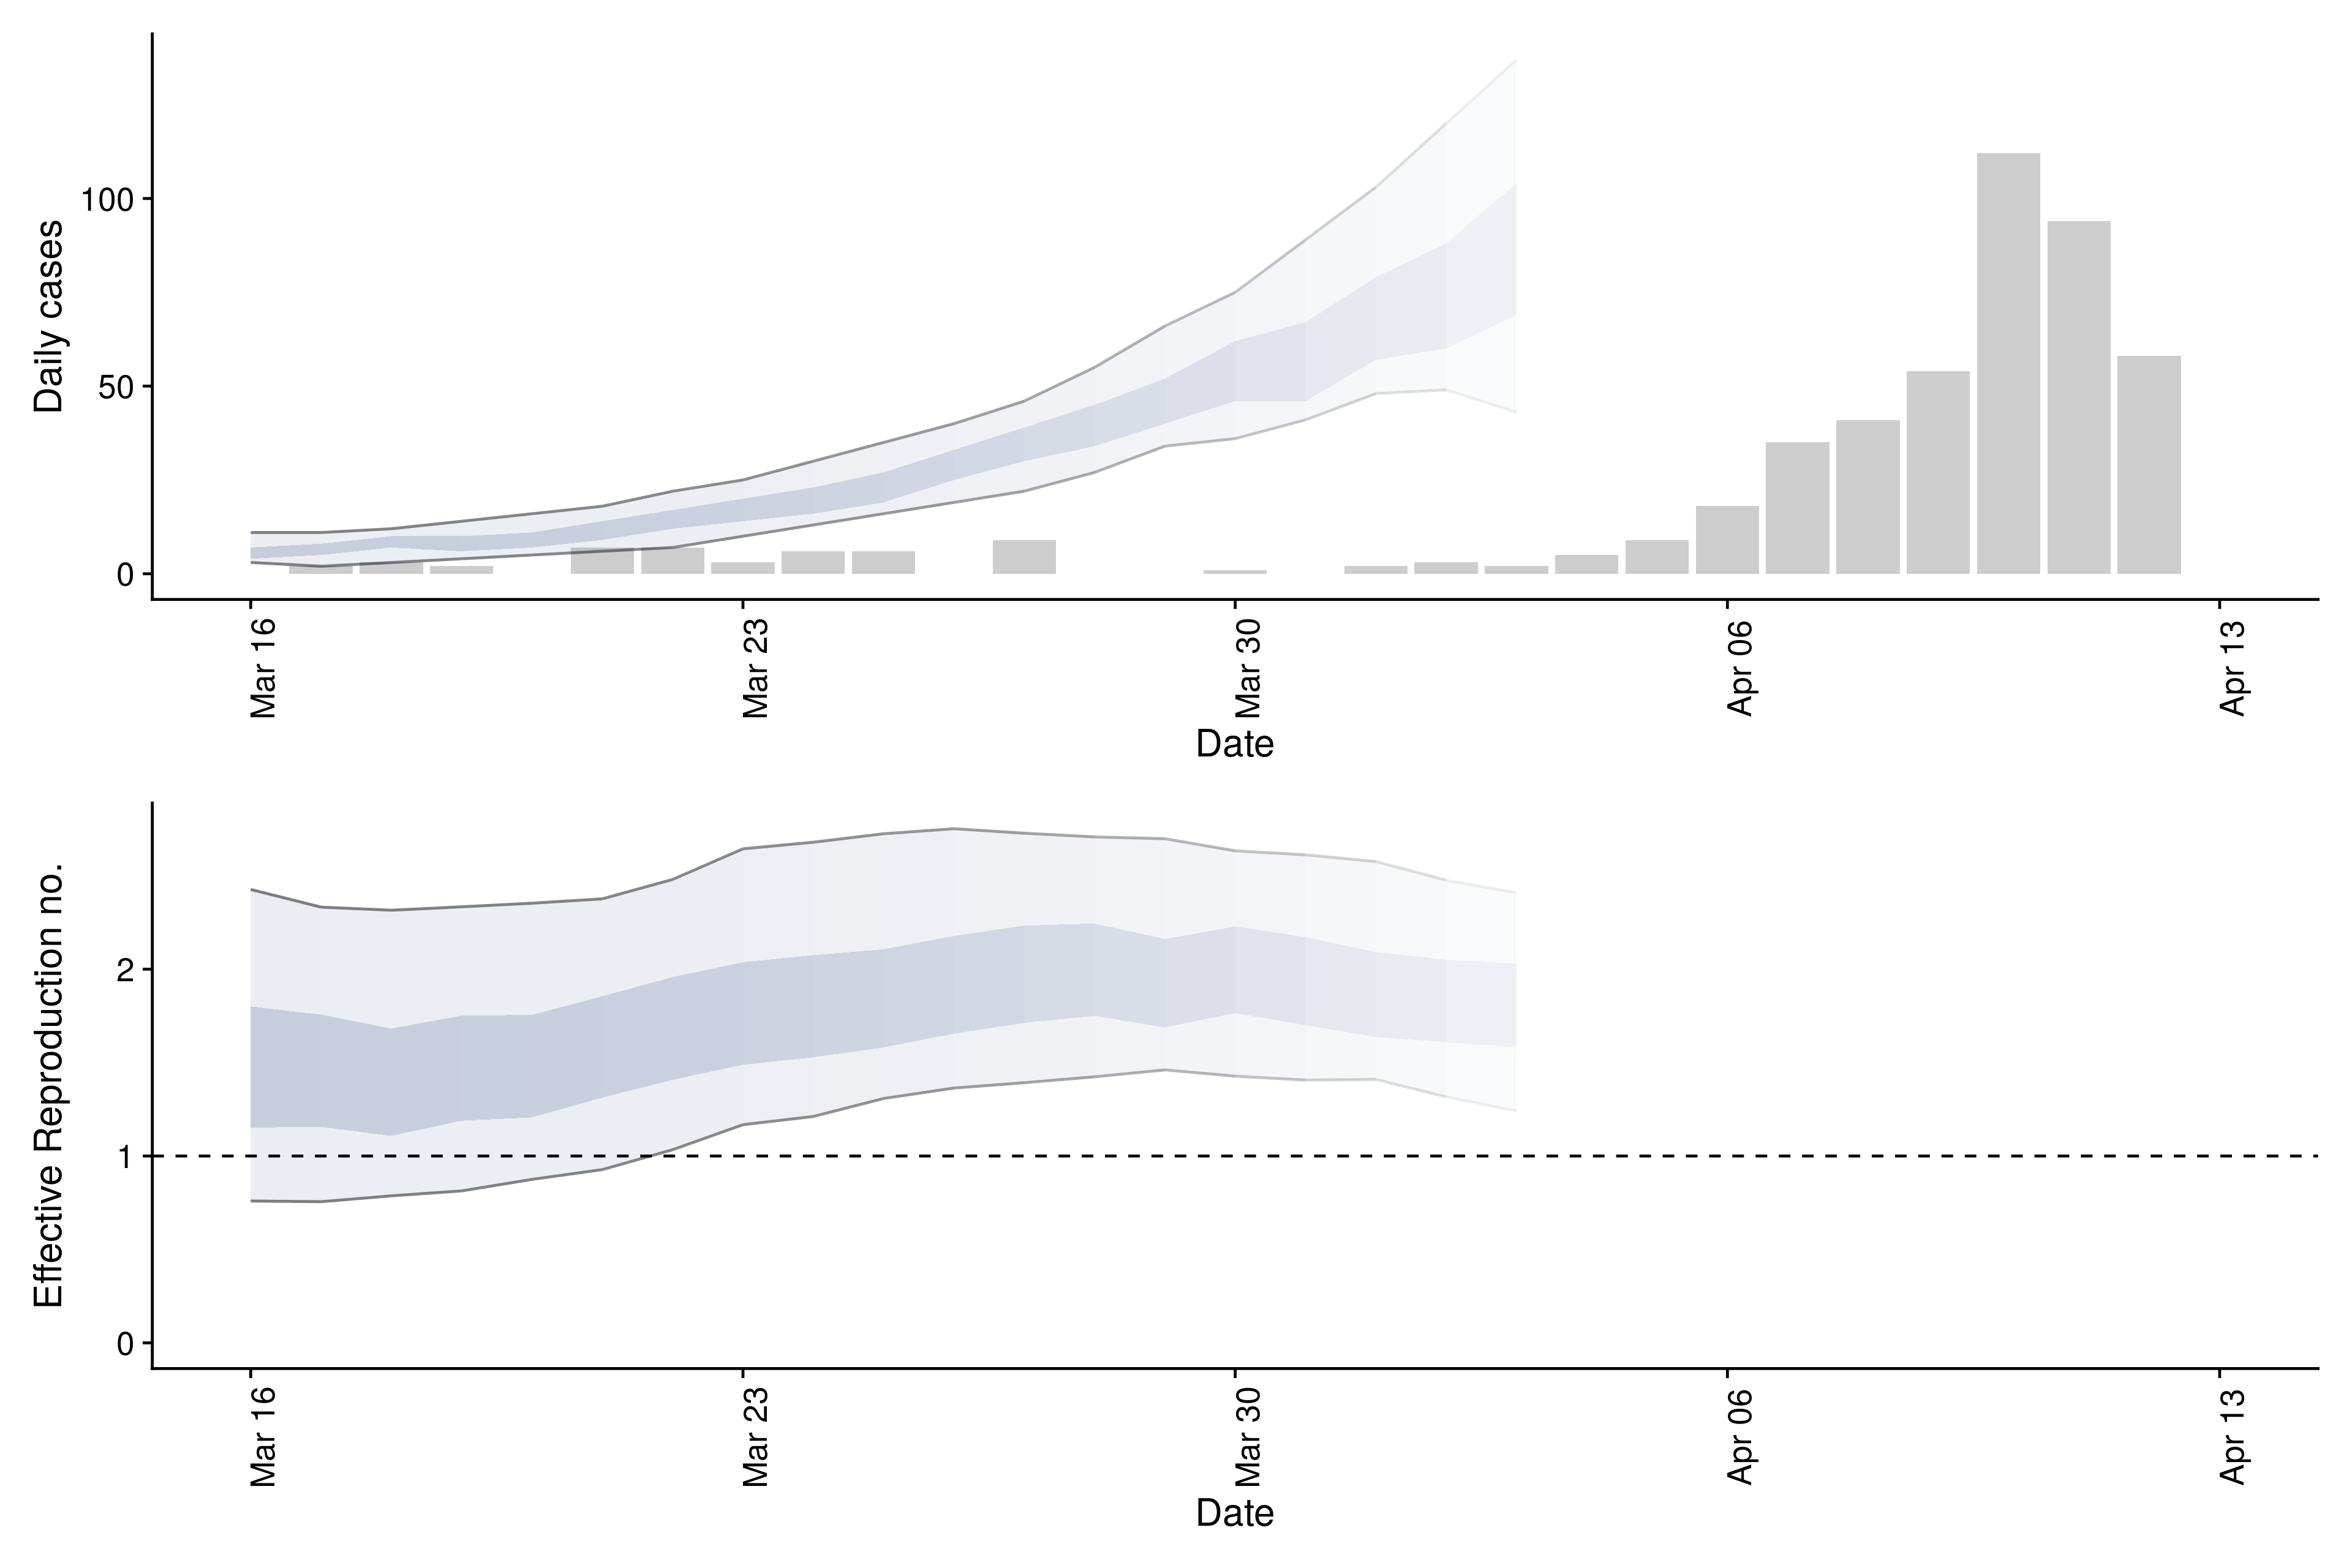 Daily cases
100
50
0
Mar 16
Mar 23
Mar 30
Apr 06
Apr 13
Date
Effective Reproduction no.
2
1
0
Mar 16
Mar 23
Mar 30
Apr 06
Apr 13
Date